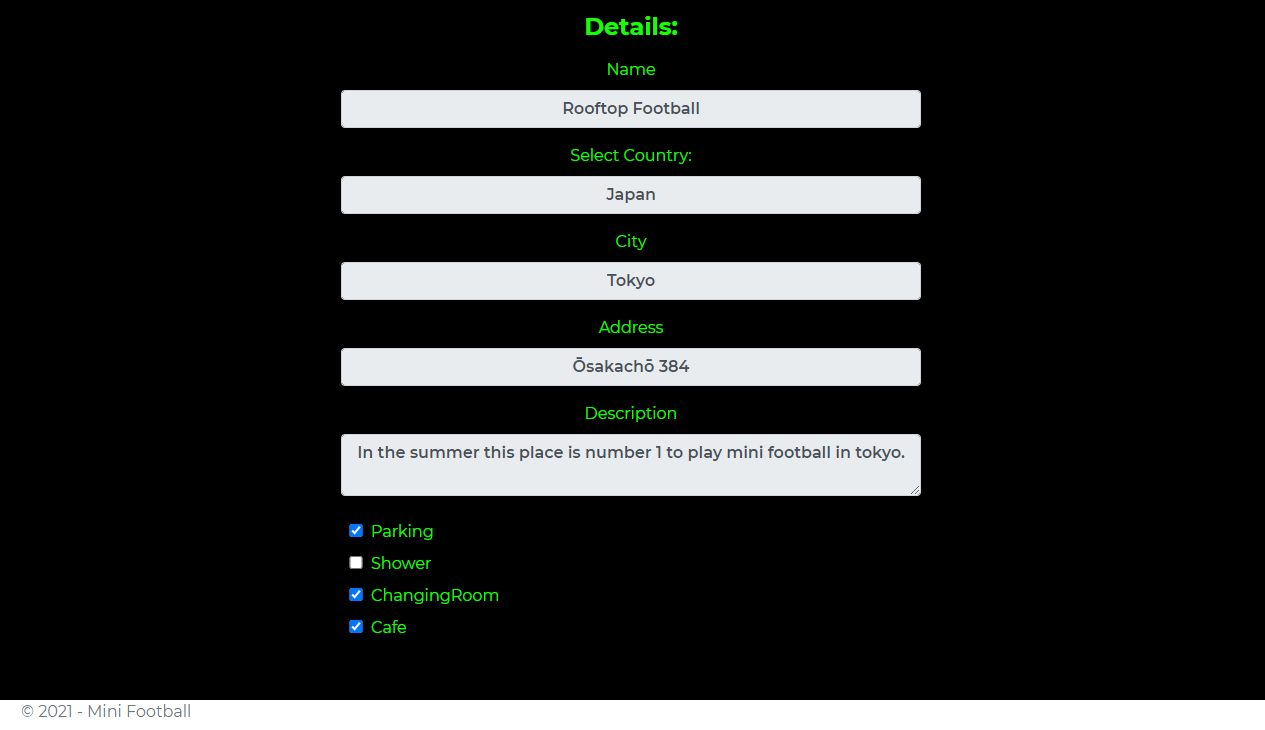 Details:
Name
Rooftop Football
Select Country:
Japan
City
Tokyo
Address
Ōsakachō 384
Description
In the summer this place is number 1 to play mini football in tokyo.
Parking
Shower
ChangingRoom
Cafe
© 2021 - Mini Football